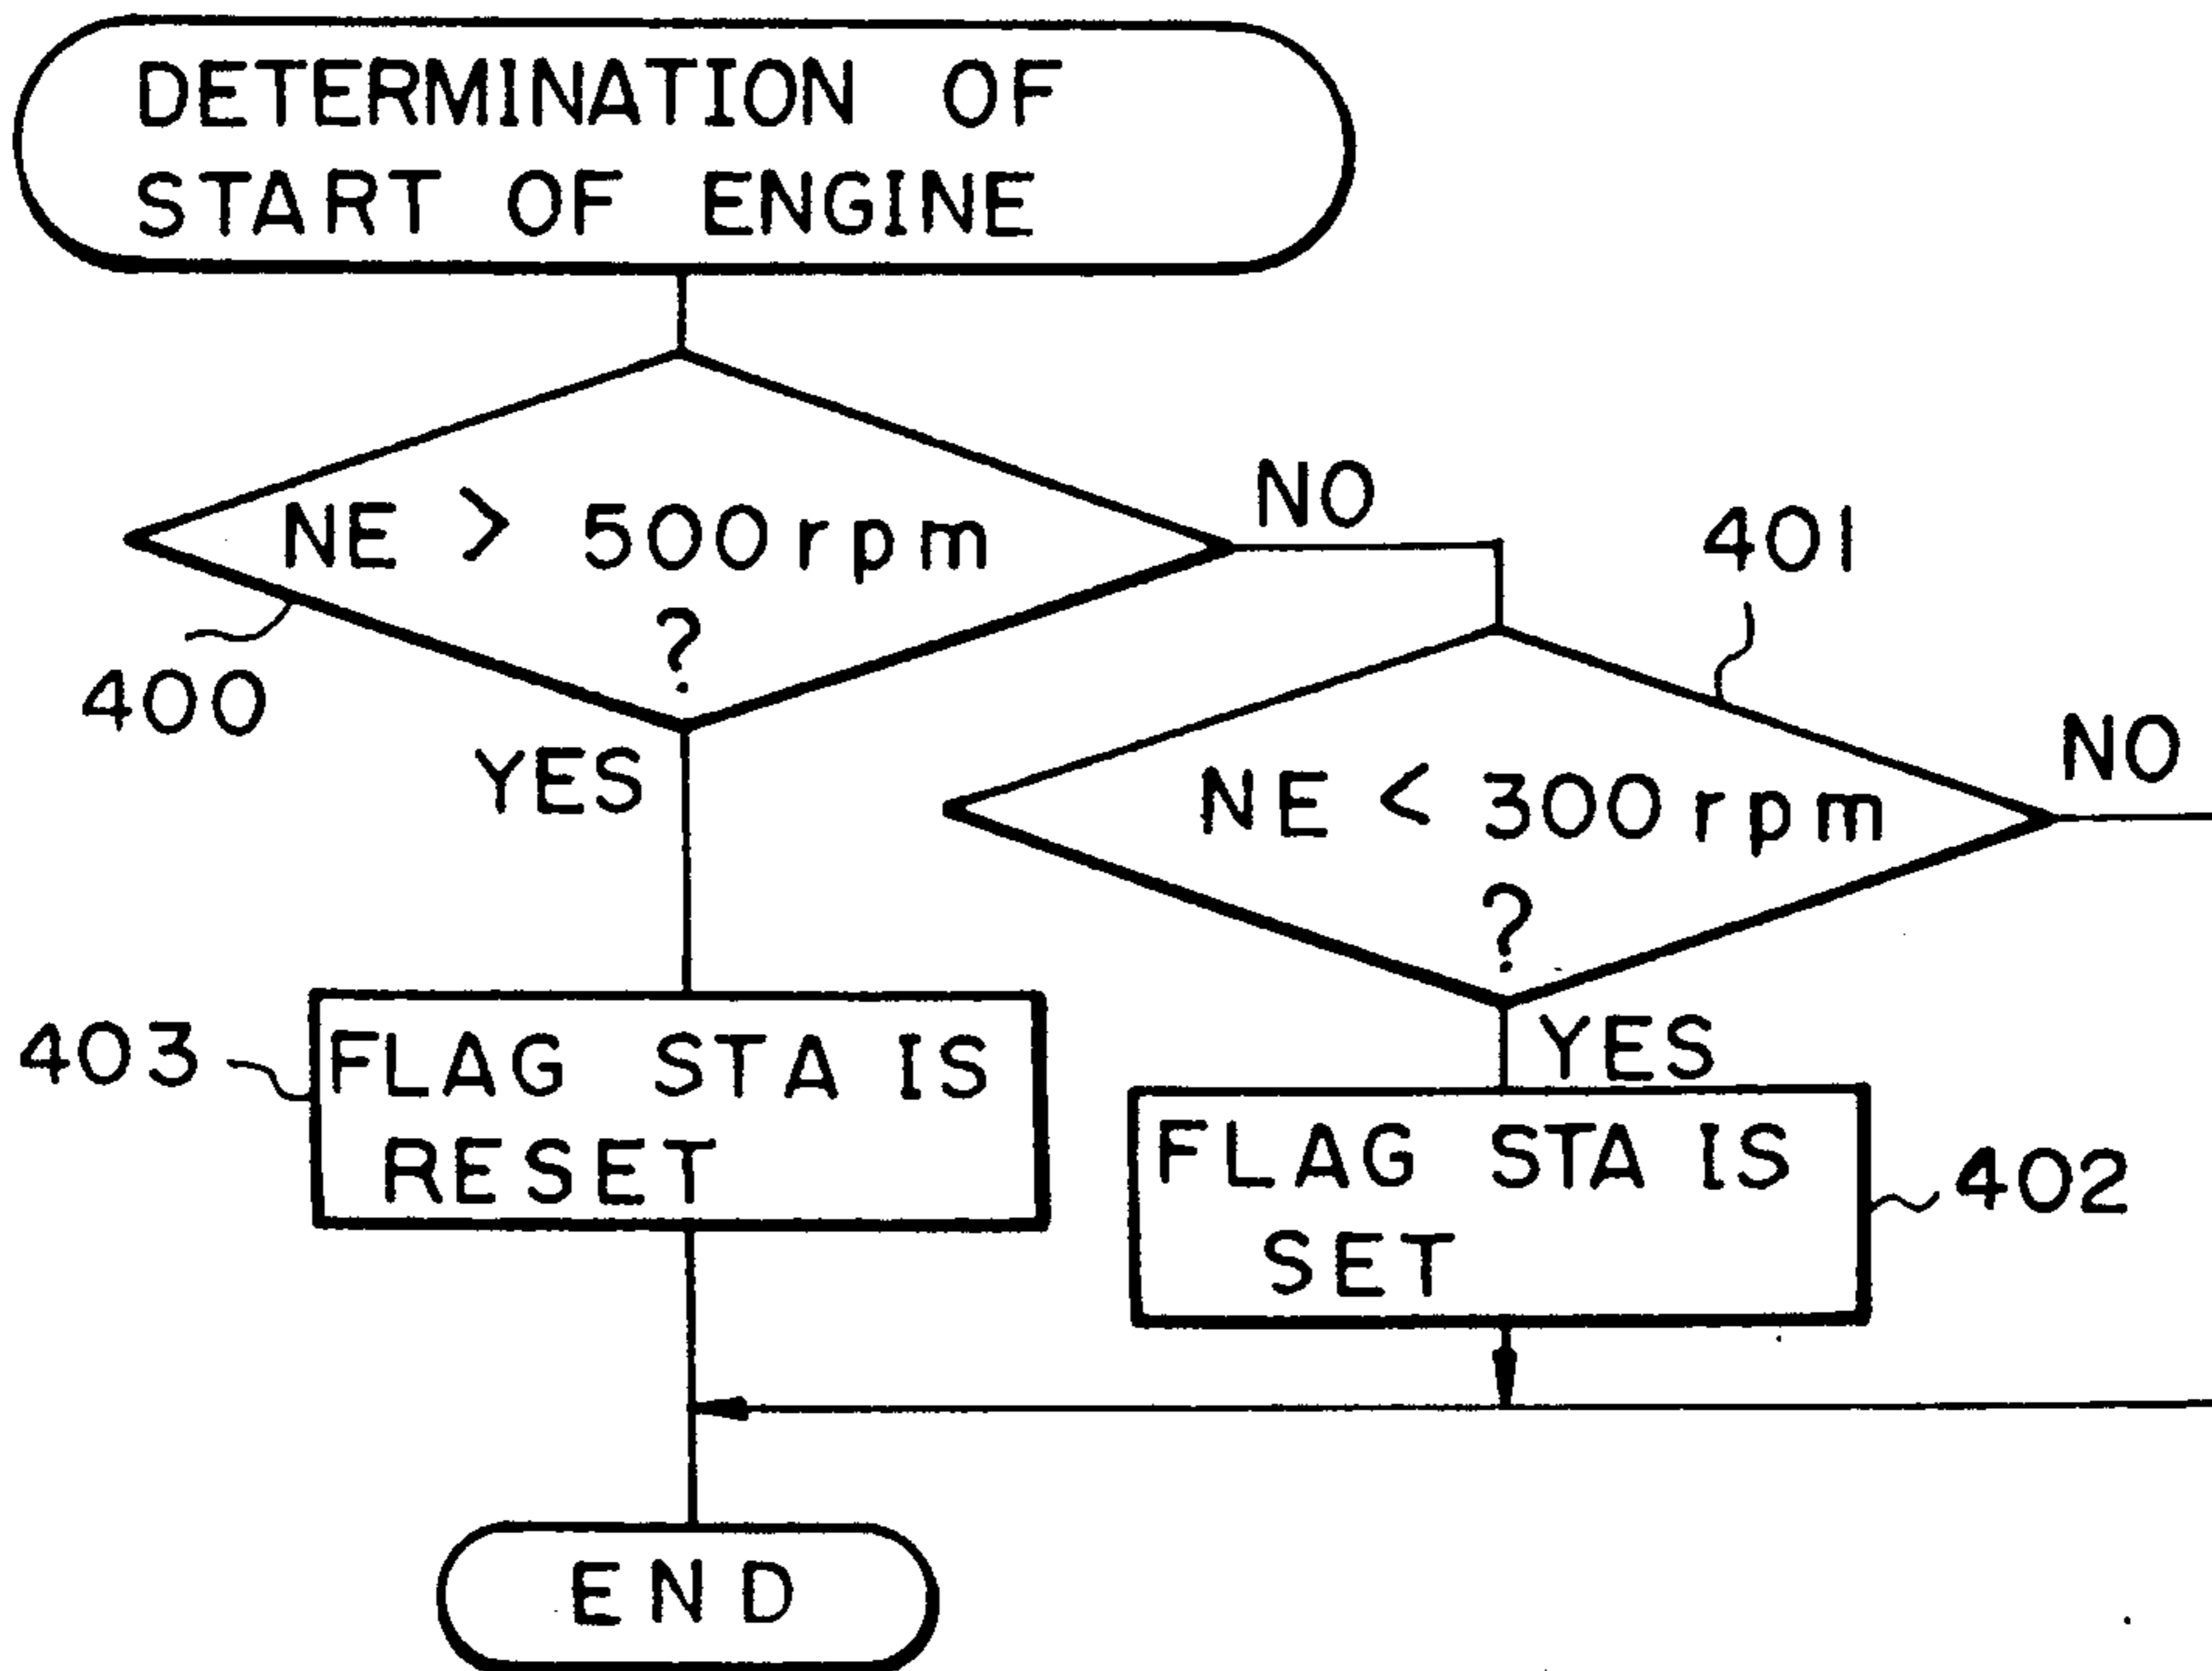 DETERMINATION OF
START OF ENGINE
NE > 500rpm
?
NO
400
YES
401
NE < 300rpm
?
NO
YES
403
FLAG STA IS
RESET
FLAG STA IS
SET
402
END